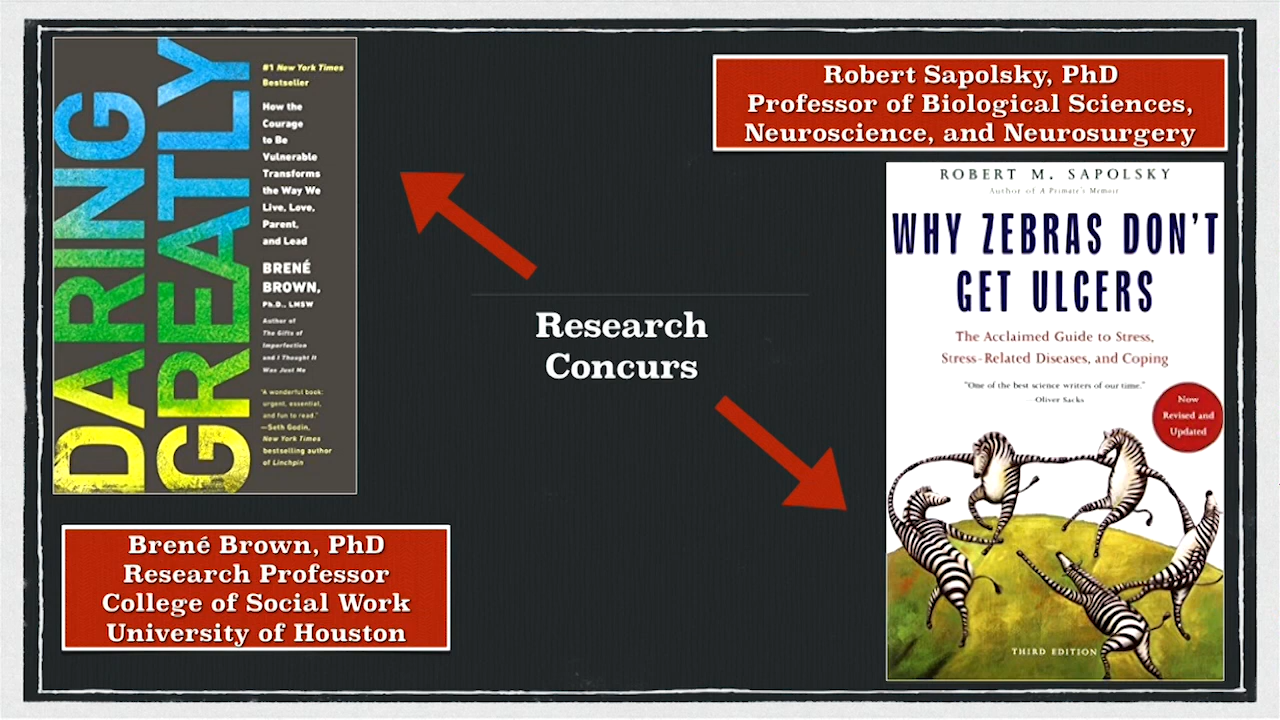 DARING
GREATLY
#1 New York Times
Bestseller
How the
Courage
to Be
Vulnerable
Transforms
the Way We
Live, Love,
Parent,
and Lead
BRENÉ
BROWN,
Ph.D., LMSW
Author of
The Gifts of
Imperfection
and I Thought It
Was Just Me
"A wonderful book:
urgent, essential,
and fun to read."
—Seth Godin,
New York Times
bestselling author
of Linchpin
Brené Brown, PhD
Research Professor
College of Social Work
University of Houston
Research
Concurs
Robert Sapolsky, PhD
Professor of Biological Sciences,
Neuroscience, and Neurosurgery
ROBERT M. SAPOLSKY
Author of A Primate's Memoir
WHY ZEBRAS DON'T
GET ULCERS
The Acclaimed Guide to Stress,
Stress-Related Diseases, and Coping
"One of the best science writers of our time."
—Oliver Sacks
Now
Revised and
Updated
THIRD EDITION